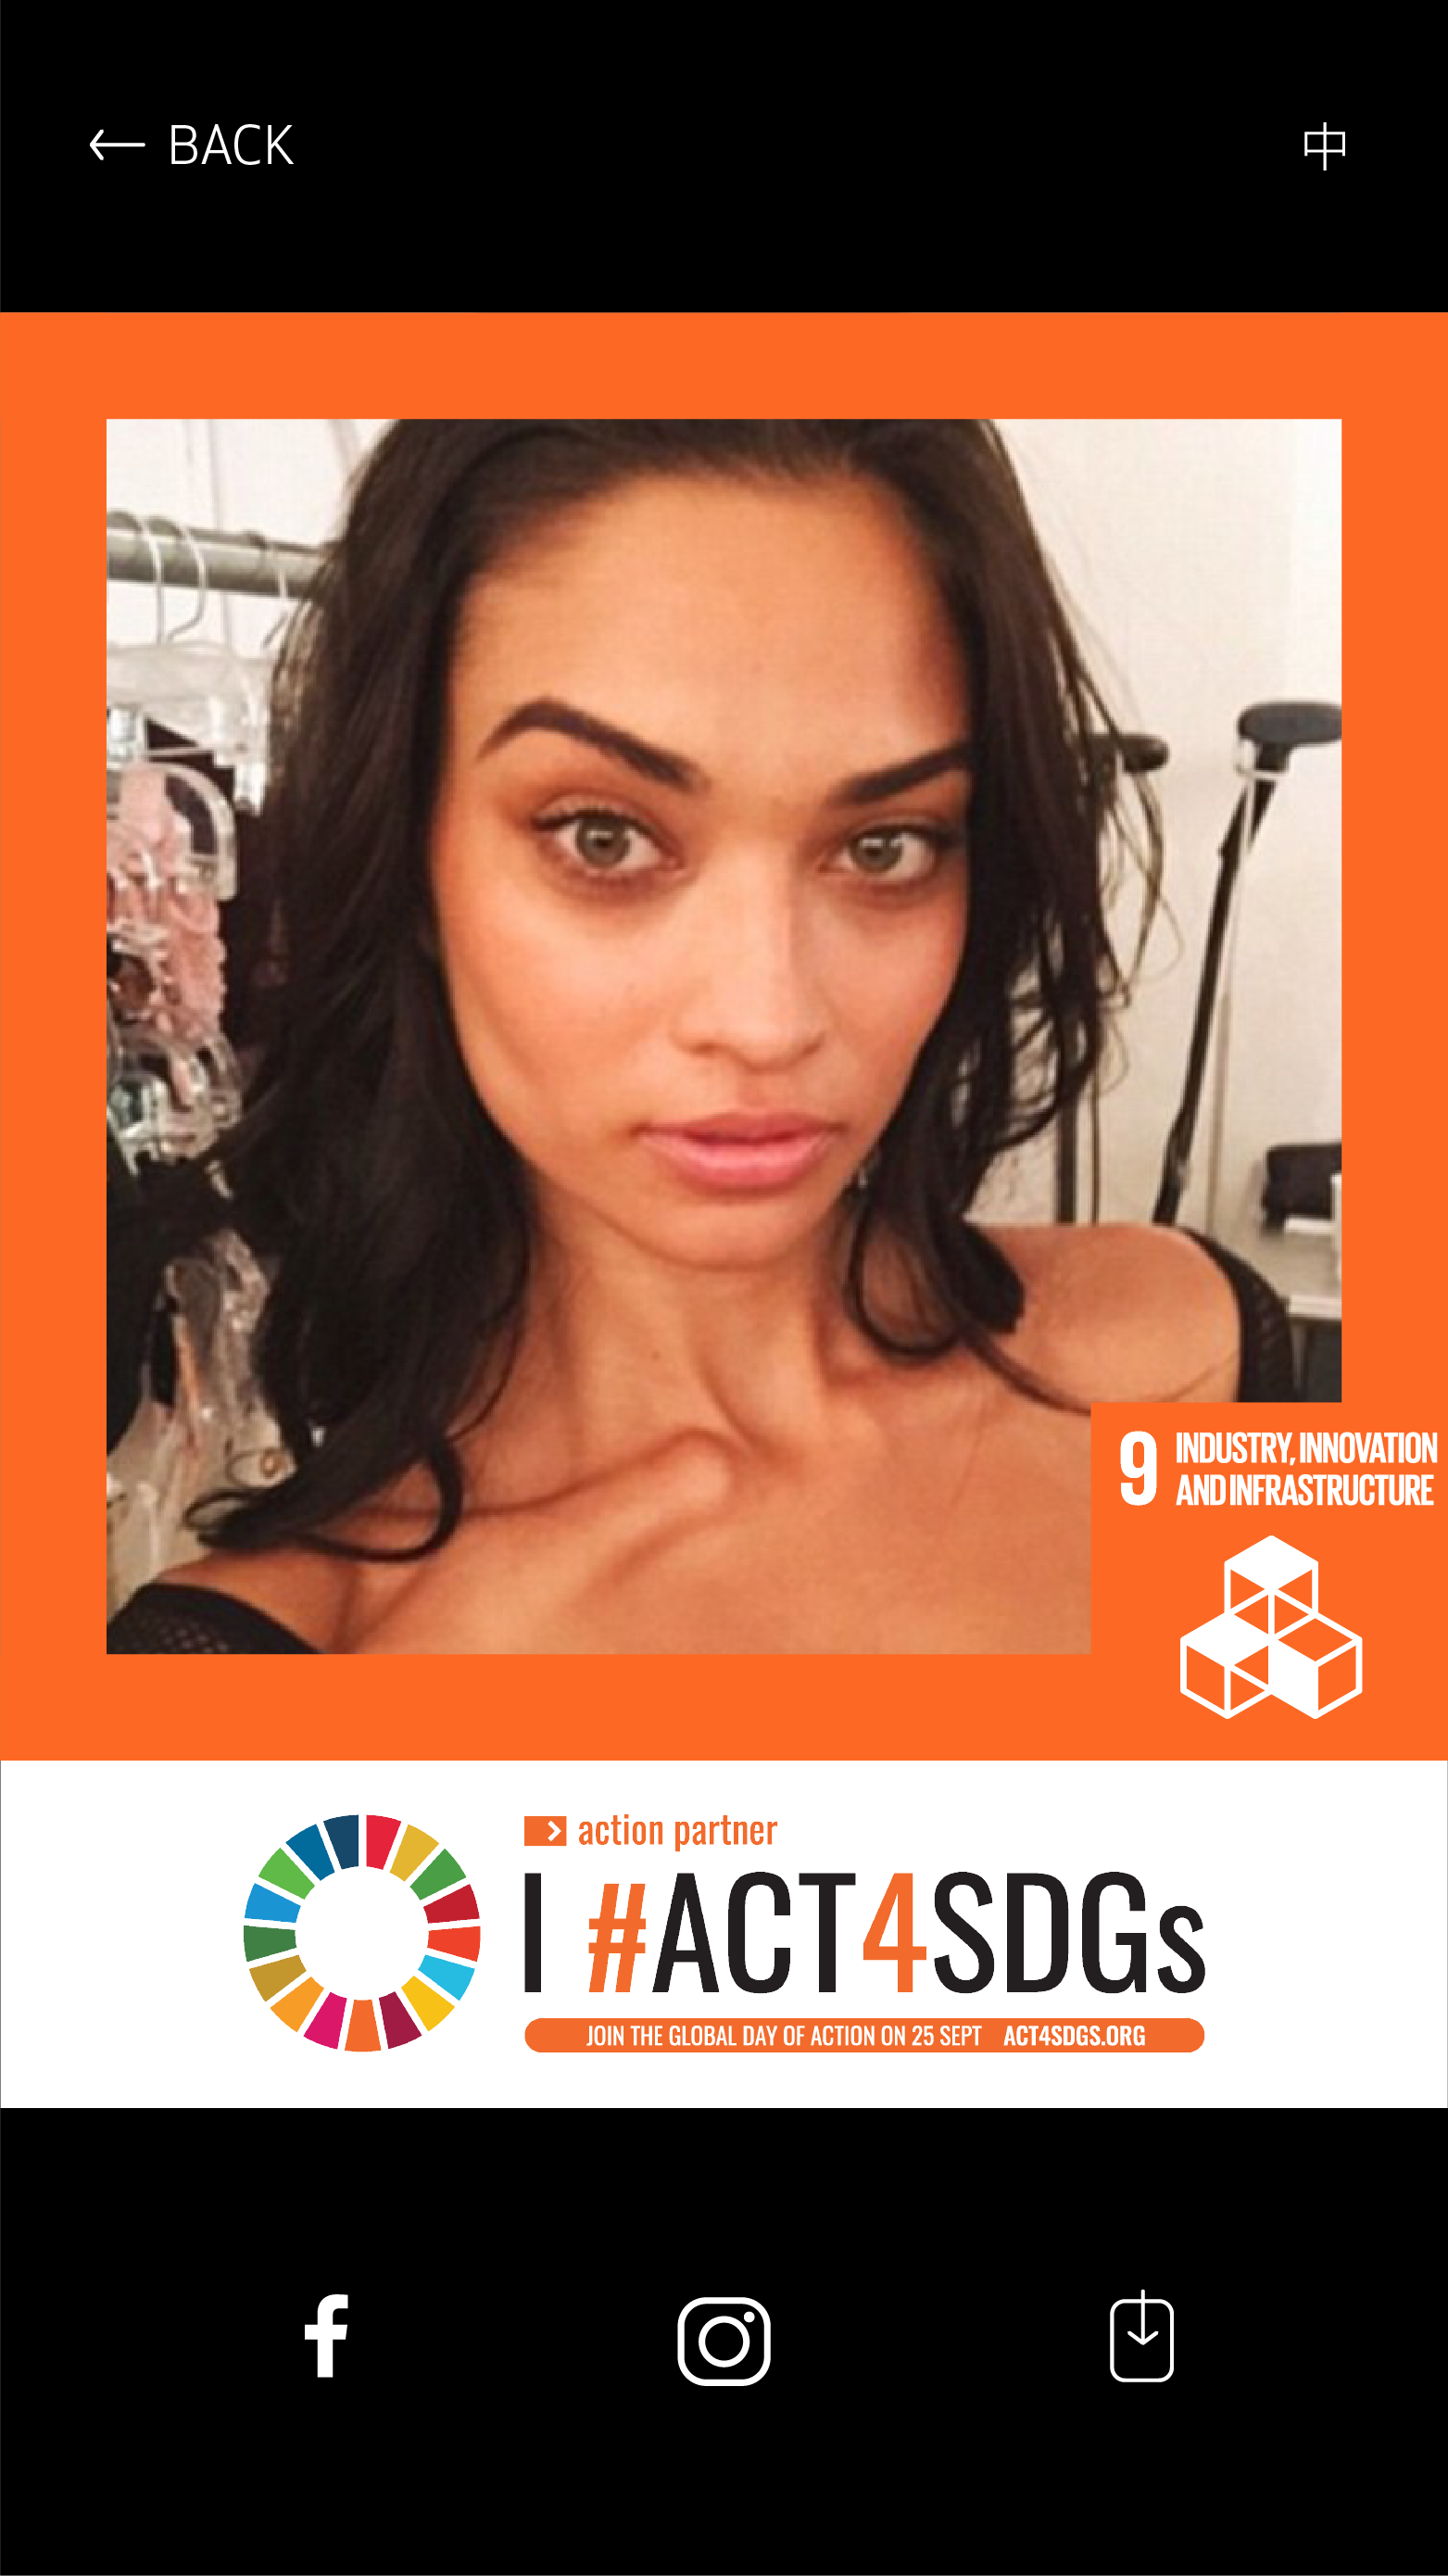 BACK
中
9 INDUSTRY, INNOVATION
AND INFRASTRUCTURE
action partner
I #ACT4SDGs
JOIN THE GLOBAL DAY OF ACTION ON 25 SEPT ACT4SDGS.ORG